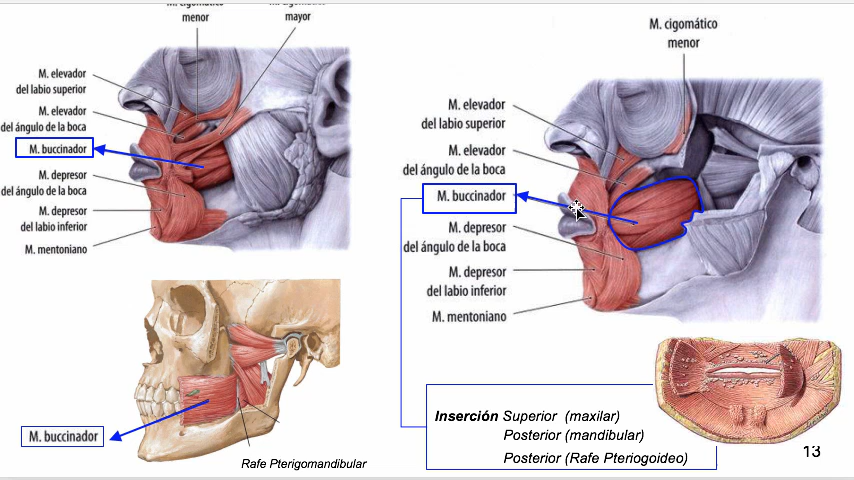 M. cigomático
menor
mayor
M. elevador
del labio superior
M. elevador
del ángulo de la boca
M. buccinador
M. depresor
del ángulo de la boca
M. depresor
del labio inferior
M. mentoniano
M. cigomático
menor
M. elevador
del labio superior
M. elevador
del ángulo de la boca
M. buccinador
M. depresor
del ángulo de la boca
M. depresor
del labio inferior
M. mentoniano
M. buccinador
Rafe Pterigomandibular
Inserción Superior (maxilar)
Posterior (mandibular)
Posterior (Rafe Pteriogoideo)
13